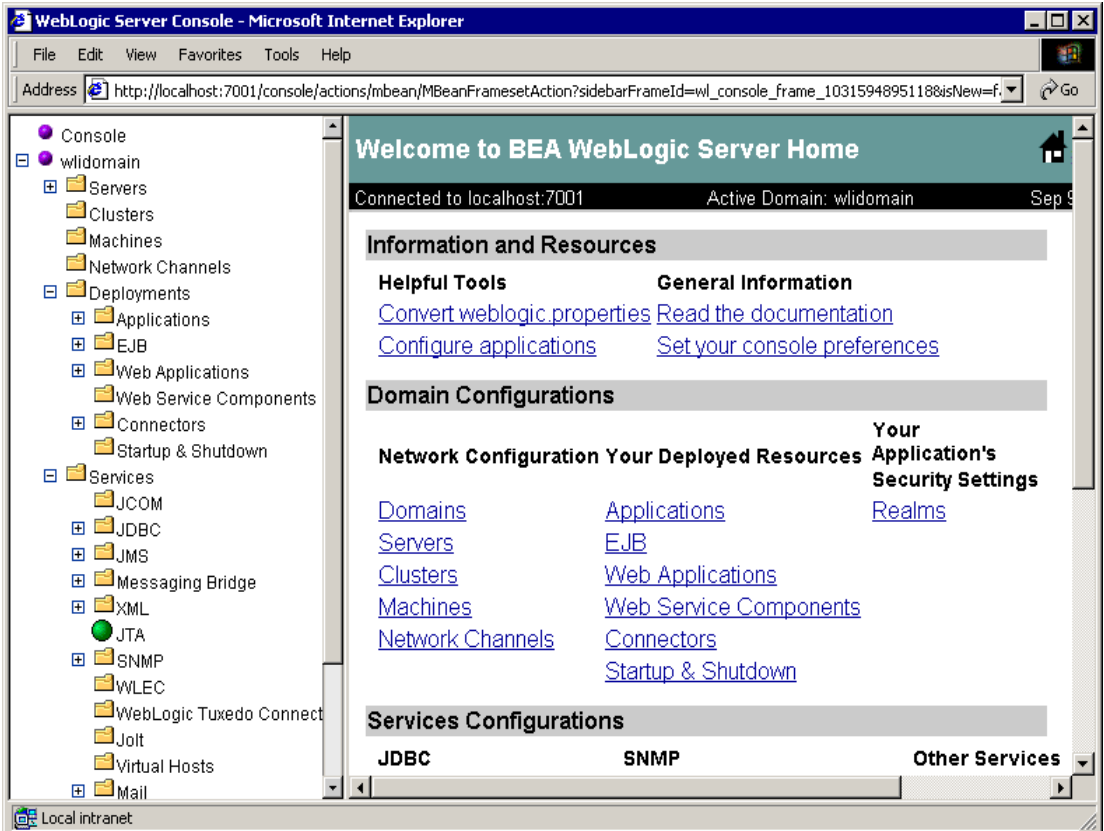 WebLogic Server Console - Microsoft Internet Explorer
File Edit View Favorites Tools Help
Address http://localhost:7001/console/actions/mbean/MBeanFramesetAction?sidebarFrameId=wl_console_frame_1031594895118&isNew=f. Go
Console
wlidomain
Servers
Clusters
Machines
Network Channels
Deployments
Applications
EJB
Web Applications
Web Service Components
Connectors
Startup & Shutdown
Services
JCOM
JDBC
JMS
Messaging Bridge
XML
JTA
SNMP
WLEC
WebLogic Tuxedo Connect
Jolt
Virtual Hosts
Mail
Welcome to BEA WebLogic Server Home
Connected to localhost:7001 Active Domain: wlidomain Sep 9
Information and Resources
Helpful Tools General Information
Convert weblogic.properties Read the documentation
Configure applications Set your console preferences
Domain Configurations
Network Configuration Your Deployed Resources Your
Application's
Security Settings
Domains Applications Realms
Servers EJB
Clusters Web Applications
Machines Web Service Components
Network Channels Connectors
Startup & Shutdown
Services Configurations
JDBC SNMP Other Services
Local intranet